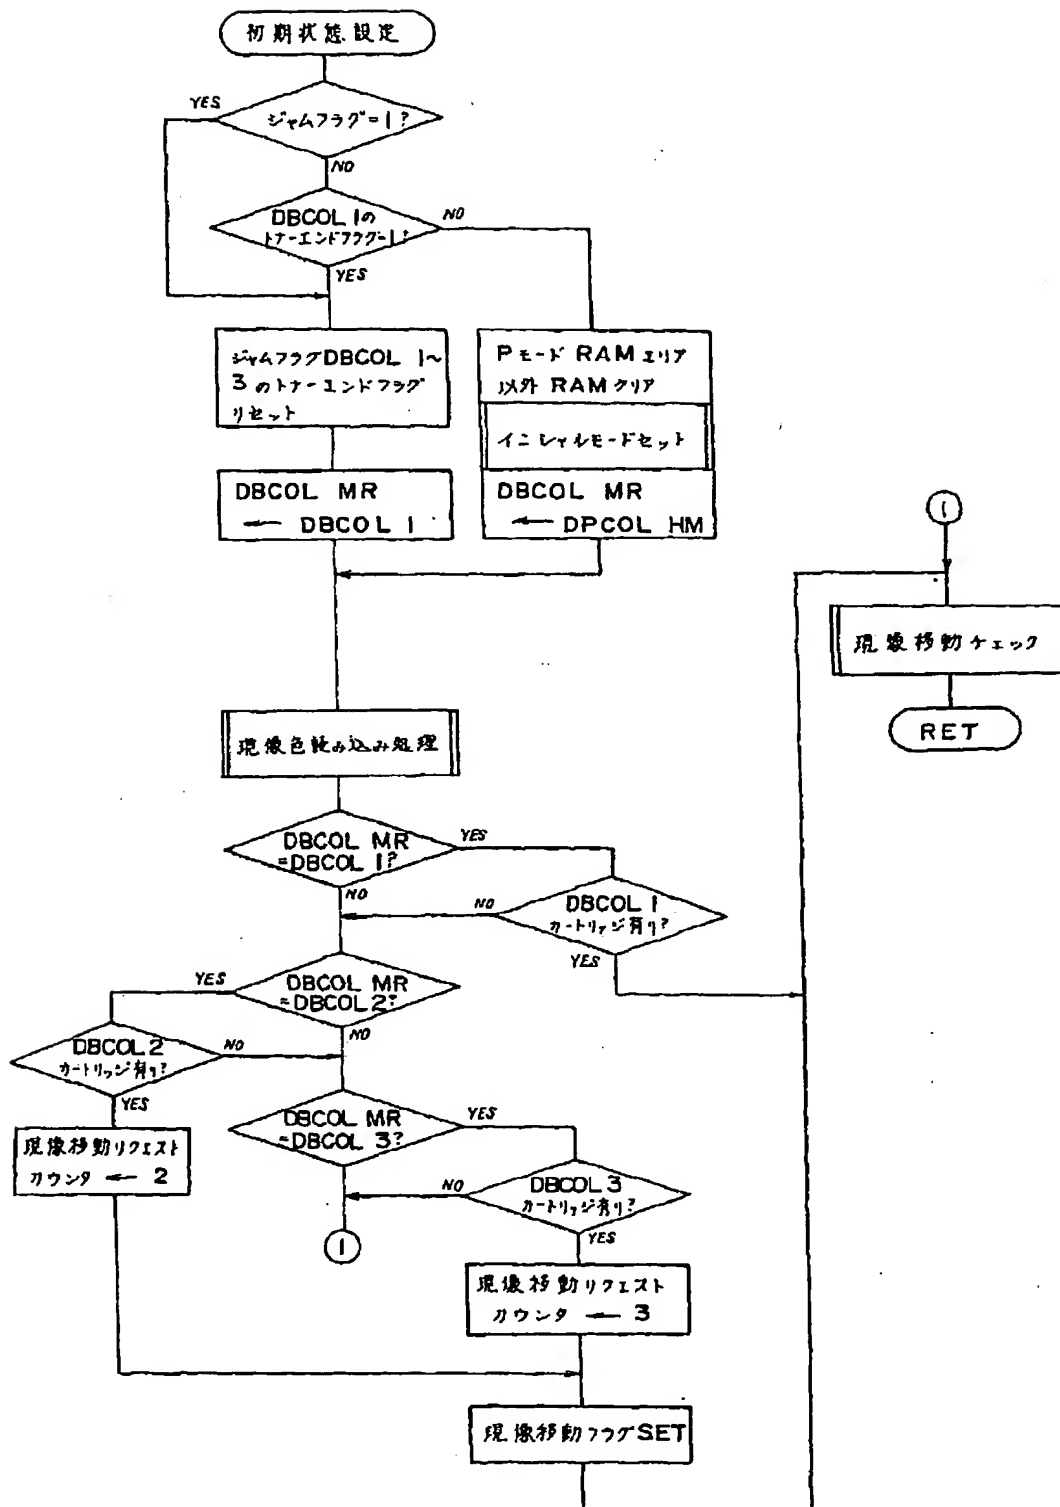 初期状態設定
YES
ジャムフラグ=1?
NO
DBCOL 1の
トナーエンドフラグ=1?
NO
YES
ジャムフラグDBCOL 1~
3のトナーエンドフラグ
リセット
PモードRAMエリア
以外RAMクリア
イニシャルモードセット
DBCOL MR
← DBCOL 1
DBCOL MR
← DPCOL HM
1
現像移動チェック
RET
現像色読み込み処理
DBCOL MR
=DBCOL 1?
YES
NO
DBCOL 1
カートリッジ有り?
NO
YES
DBCOL MR
=DBCOL2?
YES
NO
DBCOL2
カートリッジ有り?
NO
YES
現像移動リクエスト
カウンタ ← 2
DBCOL MR
=DBCOL 3?
YES
DBCOL3
カートリッジ有り?
NO
YES
1
現像移動リクエスト
カウンタ ← 3
現像移動フラグSET